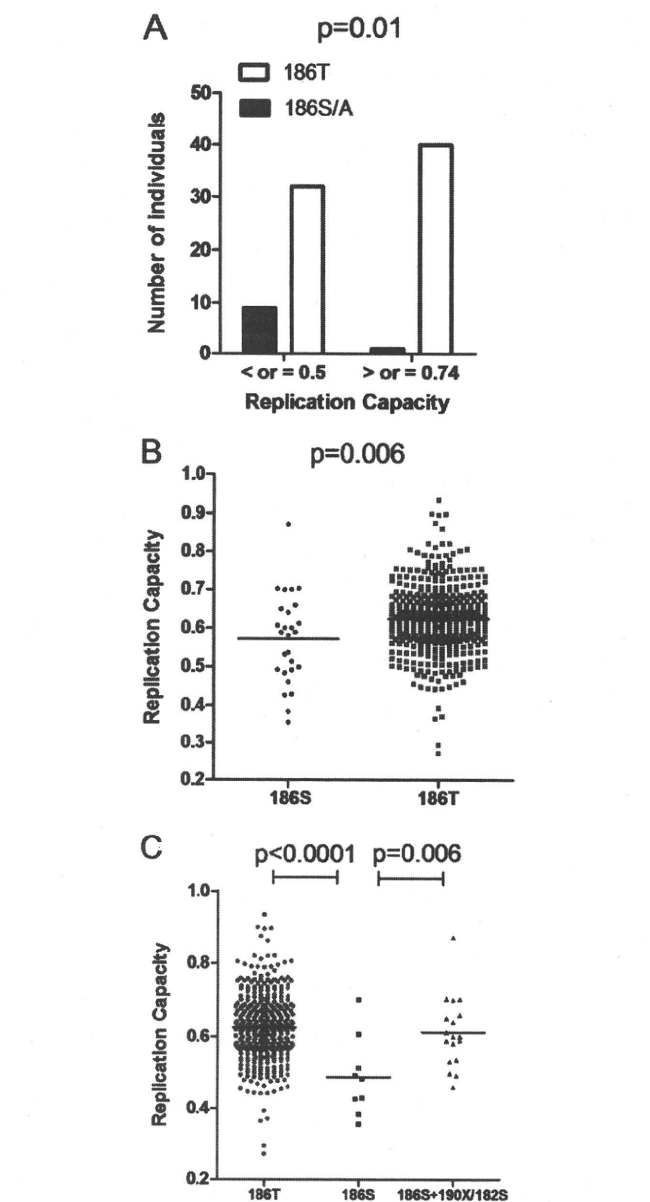 A
p=0.01
186T
186S/A
50
40
30
20
10
0
Number of Individuals
< or = 0.5
> or = 0.74
Replication Capacity
B
p=0.006
1.0
0.9
0.8
0.7
0.6
0.5
0.4
0.3
0.2
Replication Capacity
186S
186T
C
p<0.0001
p=0.006
1.0
0.8
0.6
0.4
0.2
Replication Capacity
186T
186S
186S+190X/182S